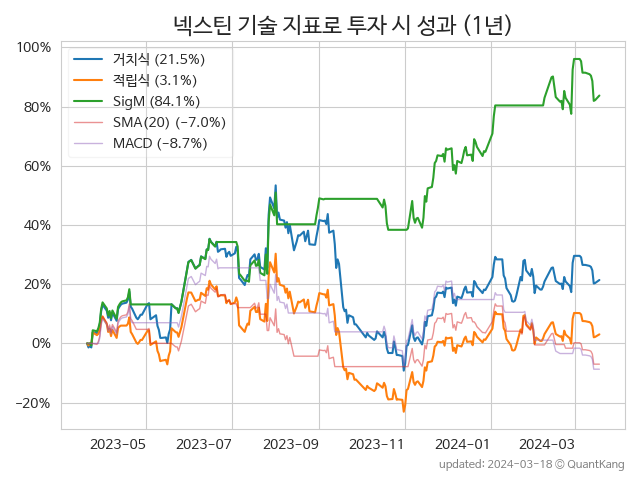 넥스틴 기술 지표로 투자 시 성과 (1년)
100%
80%
60%
40%
20%
0%
−20%
거치식 (21.5%)
적립식 (3.1%)
SigM (84.1%)
SMA(20) (−7.0%)
MACD (−8.7%)
2023-05 2023-07 2023-09 2023-11 2024-01 2024-03
updated: 2024-03-18 © QuantKang